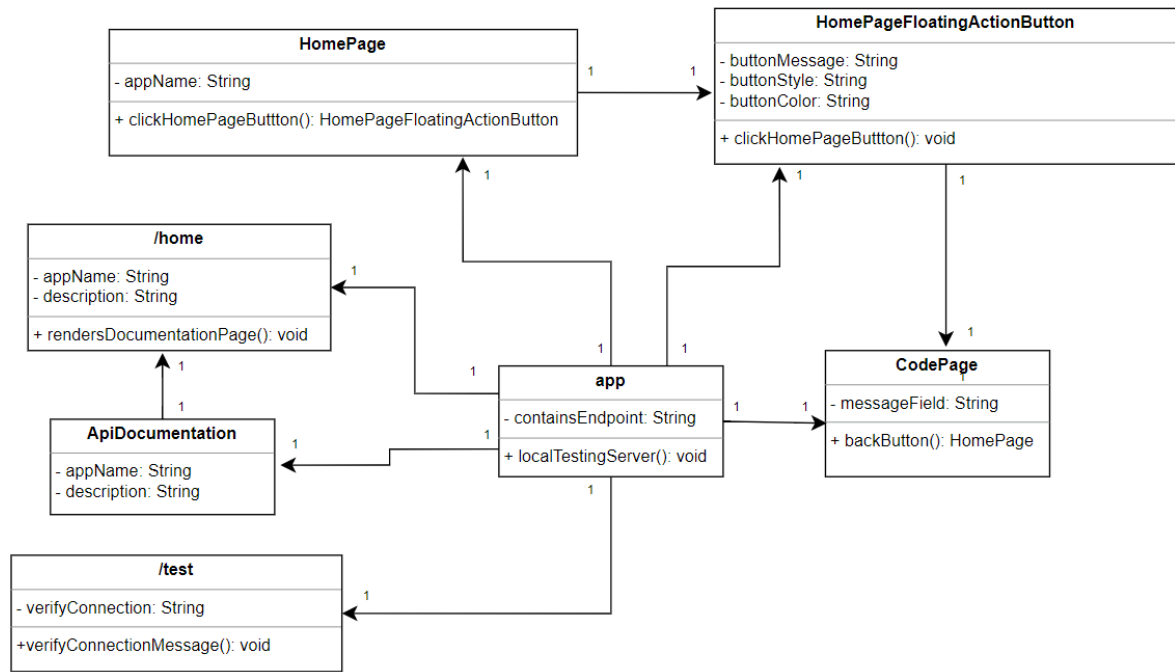 HomePage
- appName: String
+ clickHomePageButtton(): HomePageFloatingActionButton
1
1
HomePageFloatingActionButton
- buttonMessage: String
- buttonStyle: String
- buttonColor: String
+ clickHomePageButtton(): void
1
1
1
/home
- appName: String
- description: String
+ rendersDocumentationPage(): void
1
1
1
1
1
1
1
app
- containsEndpoint: String
+ localTestingServer(): void
1
1
1
1
CodePage
1
- messageField: String
+ backButton(): HomePage
1
ApiDocumentation
- appName: String
- description: String
1
1
/test
- verifyConnection: String
+verifyConnectionMessage(): void
1